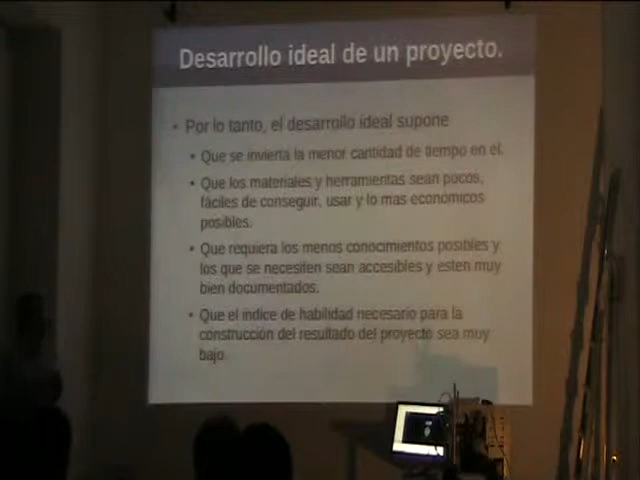 Desarrollo ideal de un proyecto.
• Por lo tanto, el desarrollo ideal supone
• Que se invierta la menor cantidad de tiempo en el.
• Que los materiales y herramientas sean pocos,
fáciles de conseguir, usar y lo mas económicos
posibles.
• Que requiera los menos conocimientos posibles y
los que se necesiten sean accesibles y esten muy
bien documentados.
• Que el indice de habilidad necesario para la
construcción del resultado del proyecto sea muy
bajo.